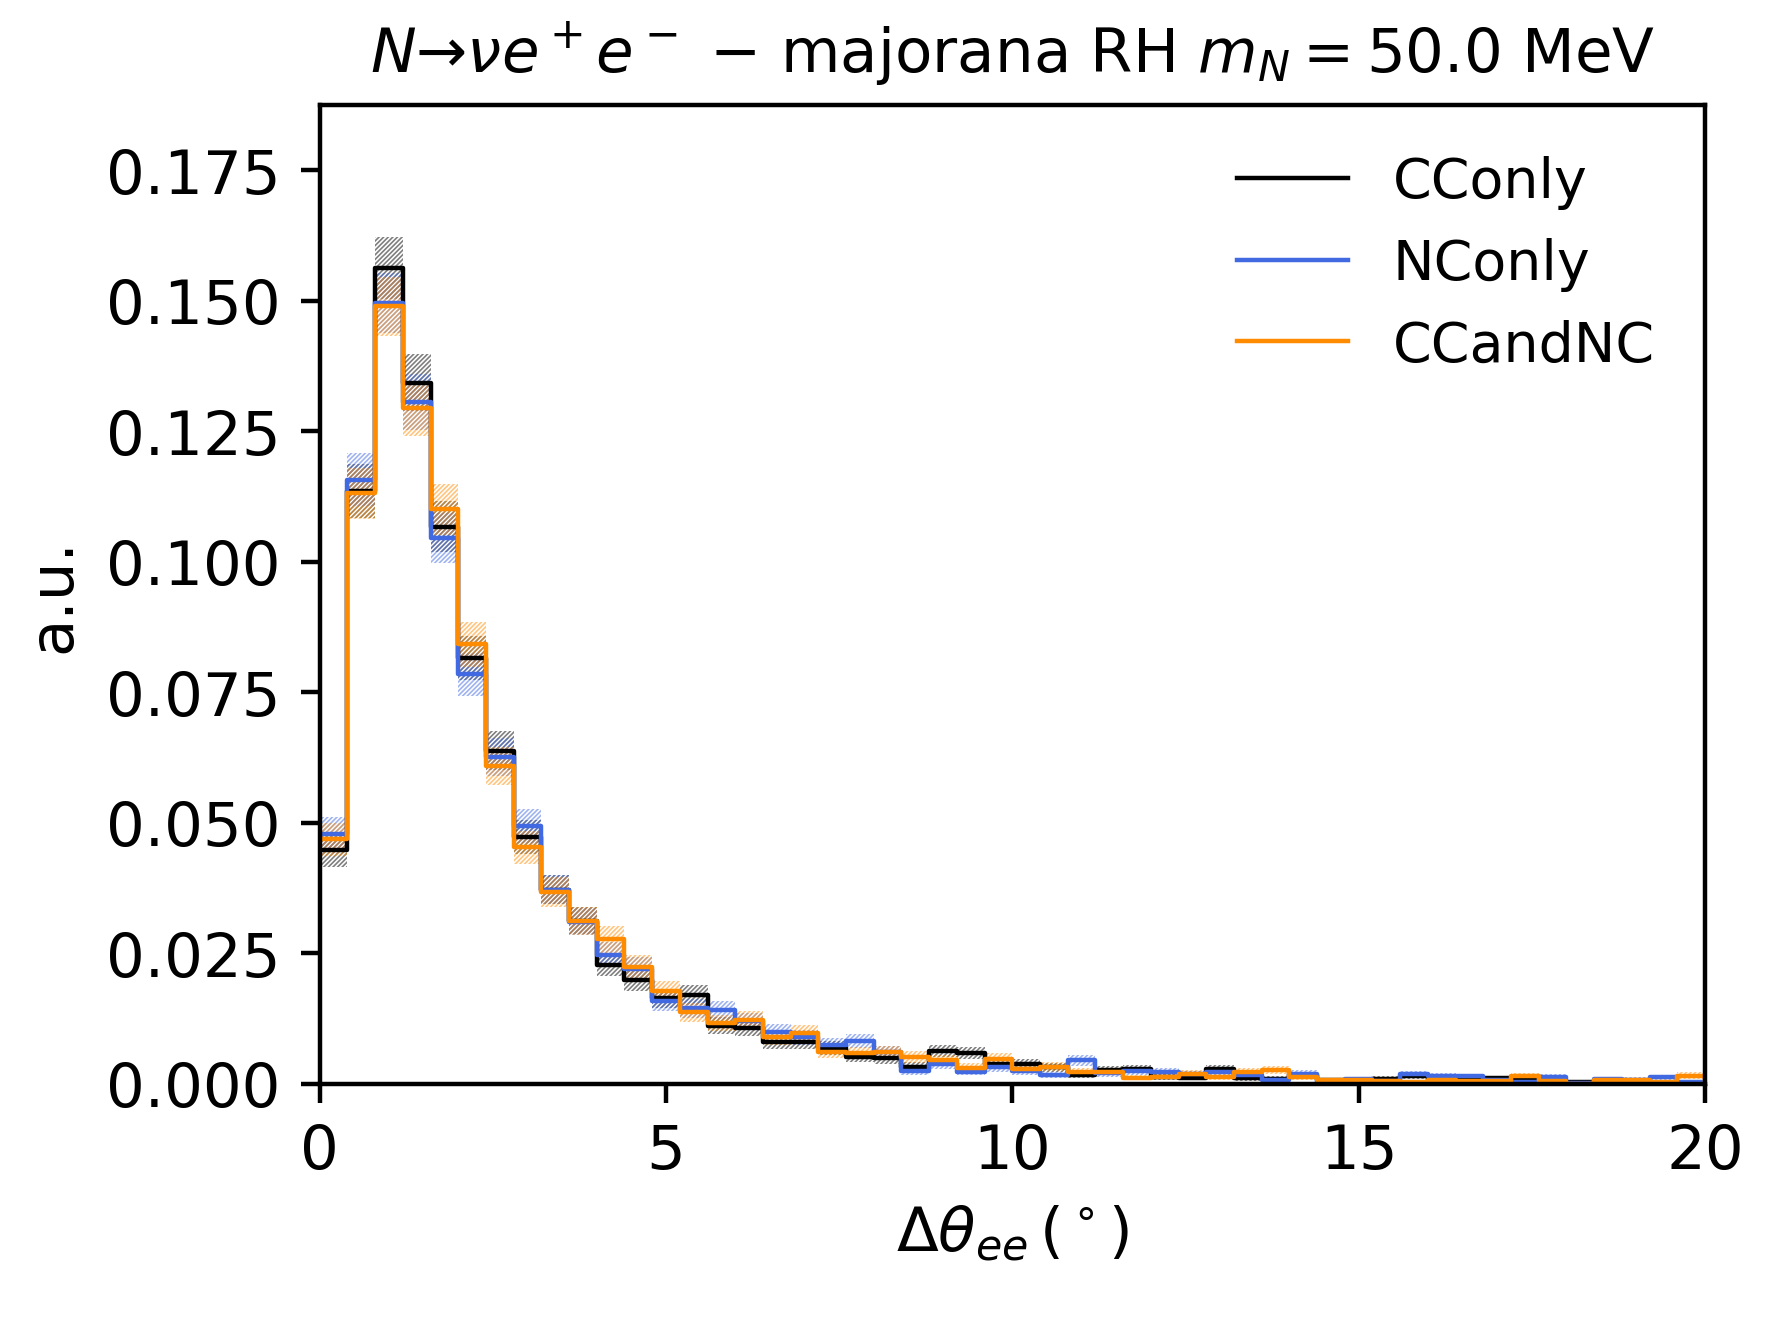 N→νe⁺e⁻ − majorana RH m_N = 50.0 MeV
CConly
NConly
CCandNC
0.175
0.150
0.125
0.100
0.075
0.050
0.025
0.000
a.u.
0 5 10 15 20
Δθ_ee (°)